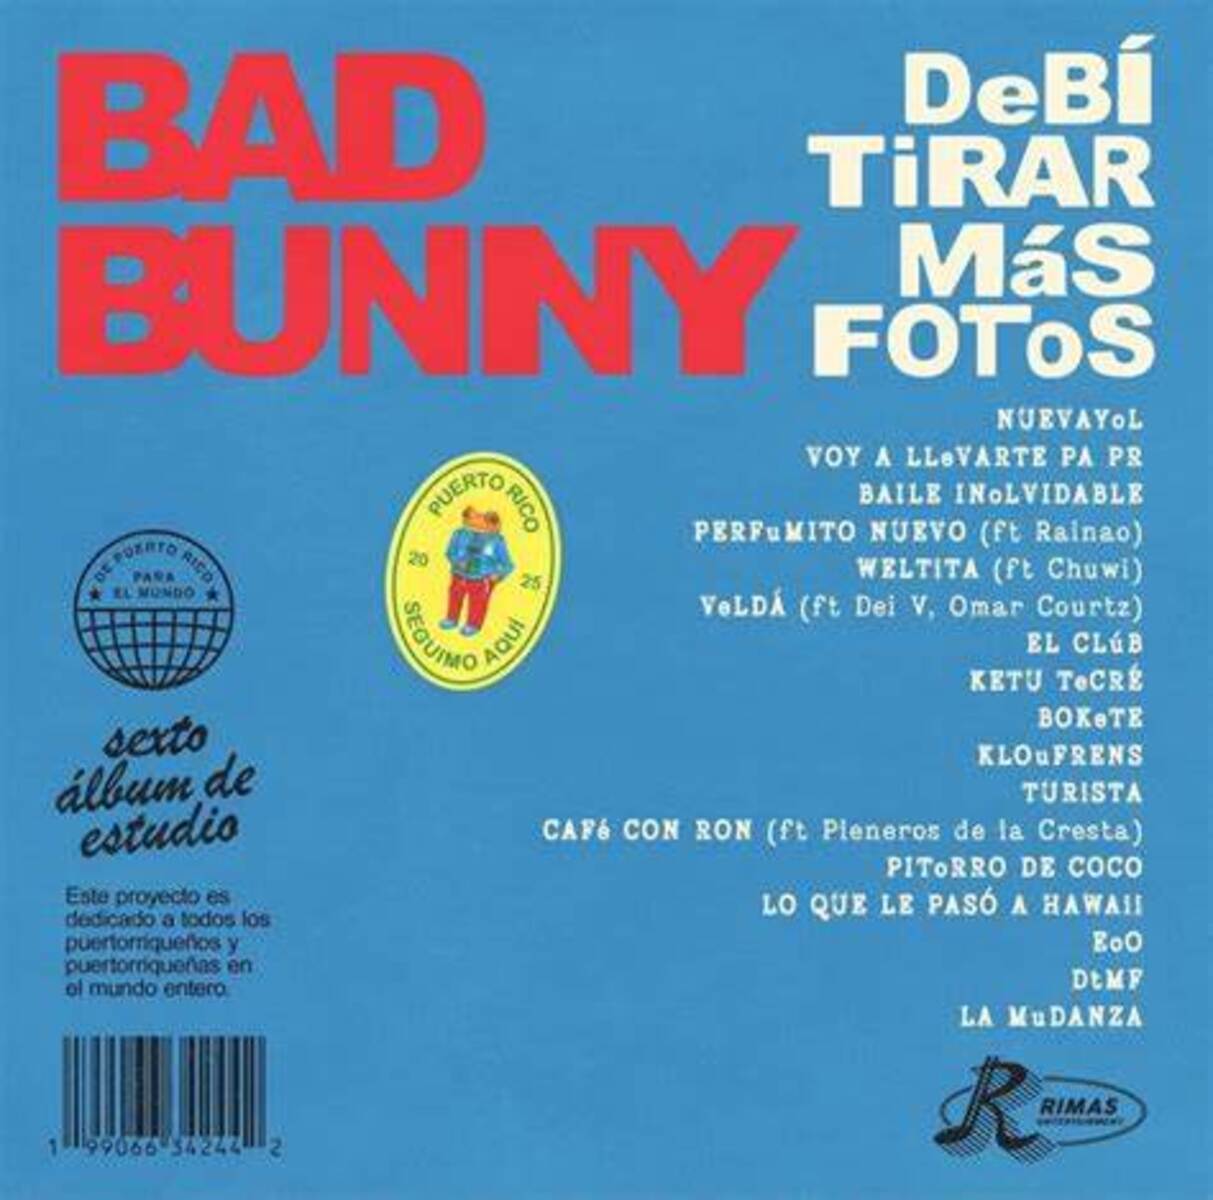 BAD
BUNNY
DeBÍ
TiRAR
MáS
FOToS
NUEVAYoL
VOY A LLeVARTE PA PR
BAILE INoLVIDABLE
PERFuMITO NUEVO (ft Rainao)
WELTiTA (ft Chuwi)
VeLDÁ (ft Dei V, Omar Courtz)
EL CLúB
KETU TeCRÉ
BOKeTE
KLOuFRENS
TURiSTA
CAFé CON RON (ft Pleneros de la Cresta)
PIToRRO DE COCO
LO QUE LE PASÓ A HAWAii
EoO
DtMF
LA MuDANZA
PUERTO RICO
20 25
SEGUIMO AQUÍ
DE PUERTO RICO
PARA
EL MUNDO
sexto
álbum de
estudio
Este proyecto es
dedicado a todos los
puertorriqueños y
puertorriqueñas en
el mundo entero.
1 99066 34244 2
R RIMAS
ENTERTAINMENT